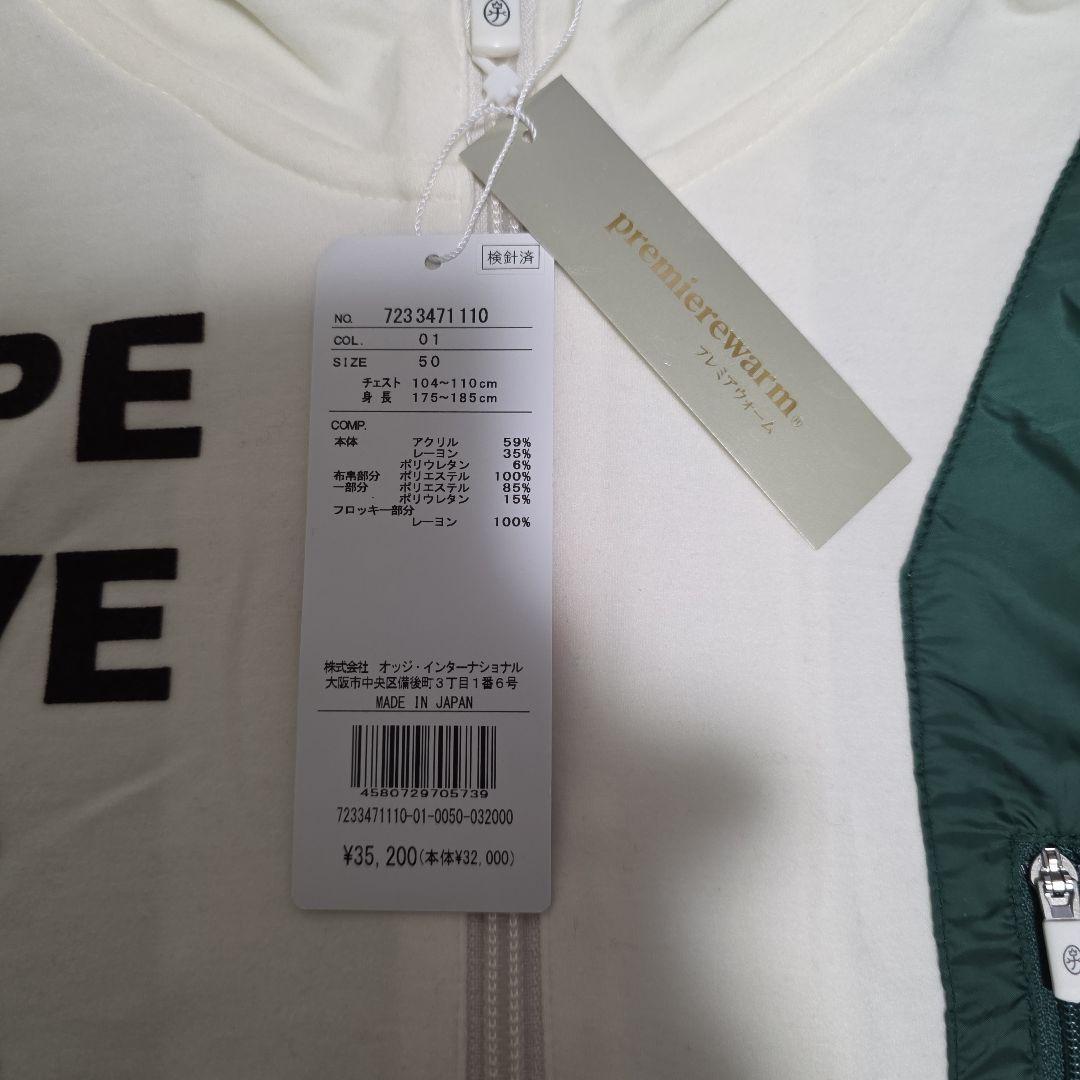 PE
VE
検針済
NO. 7233471110
COL. 01
SIZE 50
チェスト 104～110cm
身長 175～185cm
COMP.
本体 アクリル 59%
レーヨン 35%
ポリウレタン 6%
布帛部分 ポリエステル 100%
一部分 ポリエステル 85%
ポリウレタン 15%
フロッキー部分
レーヨン 100%
株式会社 オッジ・インターナショナル
大阪市中央区備後町3丁目1番6号
MADE IN JAPAN
4580729705739
7233471110-01-0050-032000
¥35,200(本体¥32,000)
premierewarm®
プレミアウォーム